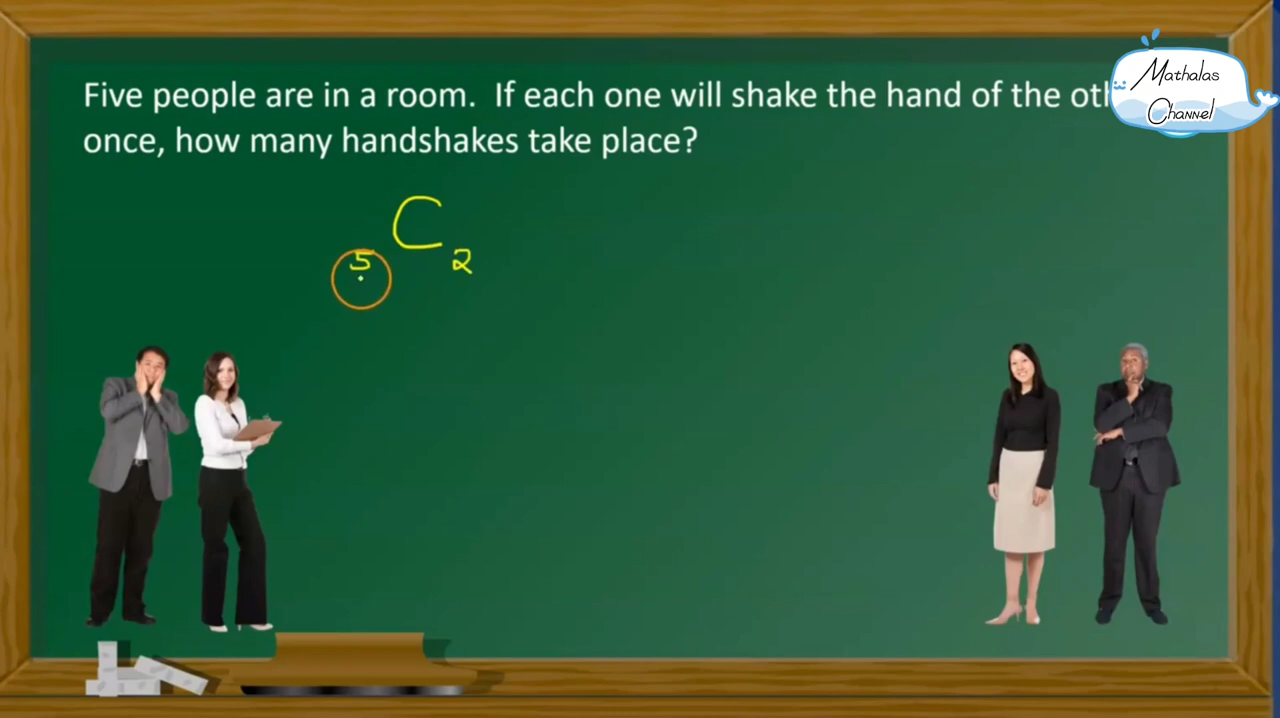 Five people are in a room. If each one will shake the hand of the
once, how many handshakes take place?
5 C 2
Mathalas
Channel